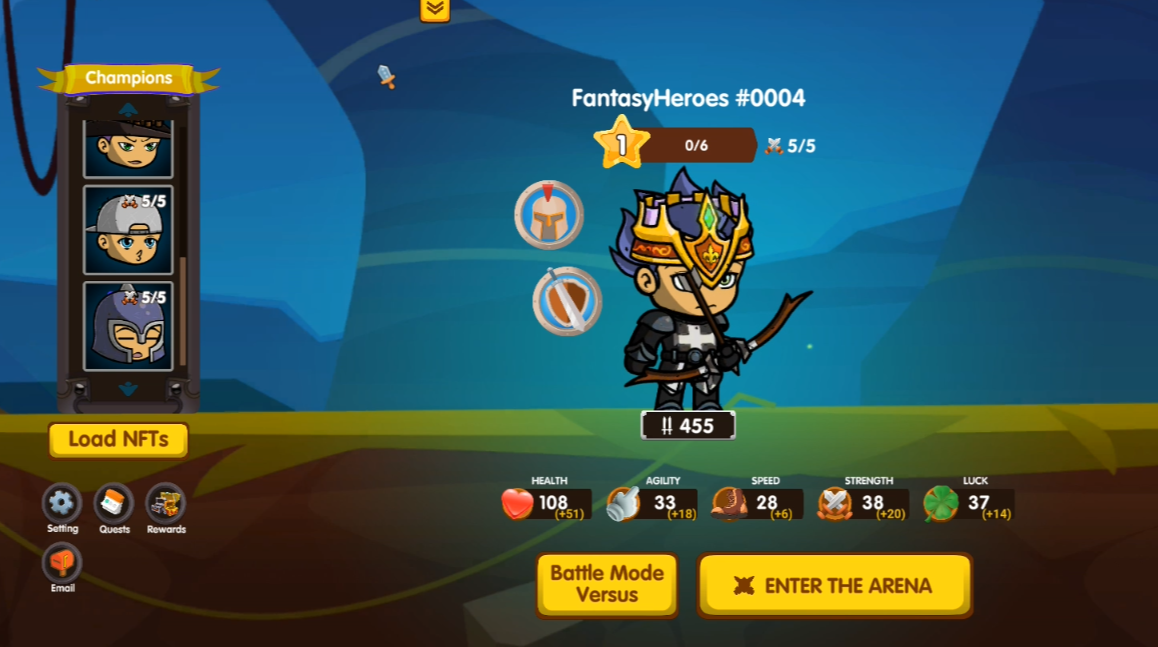 Champions
5/5
5/5
Load NFTs
Setting
Quests
Rewards
Email
FantasyHeroes #0004
1
0/6
5/5
455
HEALTH
108
(+51)
AGILITY
33
(+18)
SPEED
28
(+6)
STRENGTH
38
(+20)
LUCK
37
(+14)
Battle Mode
Versus
ENTER THE ARENA